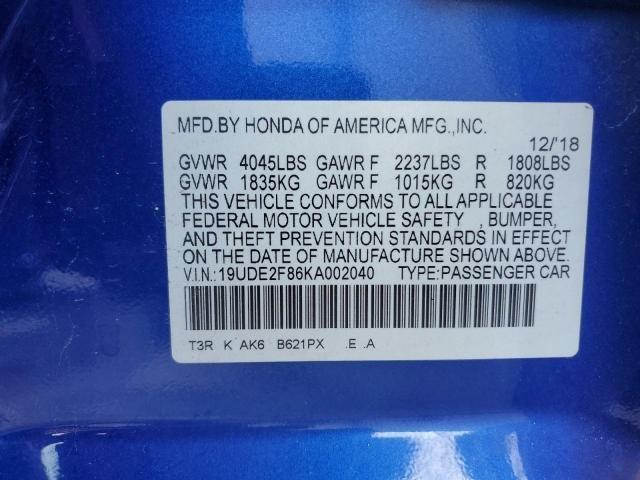 MFD.BY HONDA OF AMERICA MFG.,INC.
12/'18
GVWR 4045LBS GAWR F 2237LBS R 1808LBS
GVWR 1835KG GAWR F 1015KG R 820KG
THIS VEHICLE CONFORMS TO ALL APPLICABLE
FEDERAL MOTOR VEHICLE SAFETY , BUMPER,
AND THEFT PREVENTION STANDARDS IN EFFECT
ON THE DATE OF MANUFACTURE SHOWN ABOVE.
V.I.N.:19UDE2F86KA002040 TYPE:PASSENGER CAR
T3R K AK6 B621PX .E .A